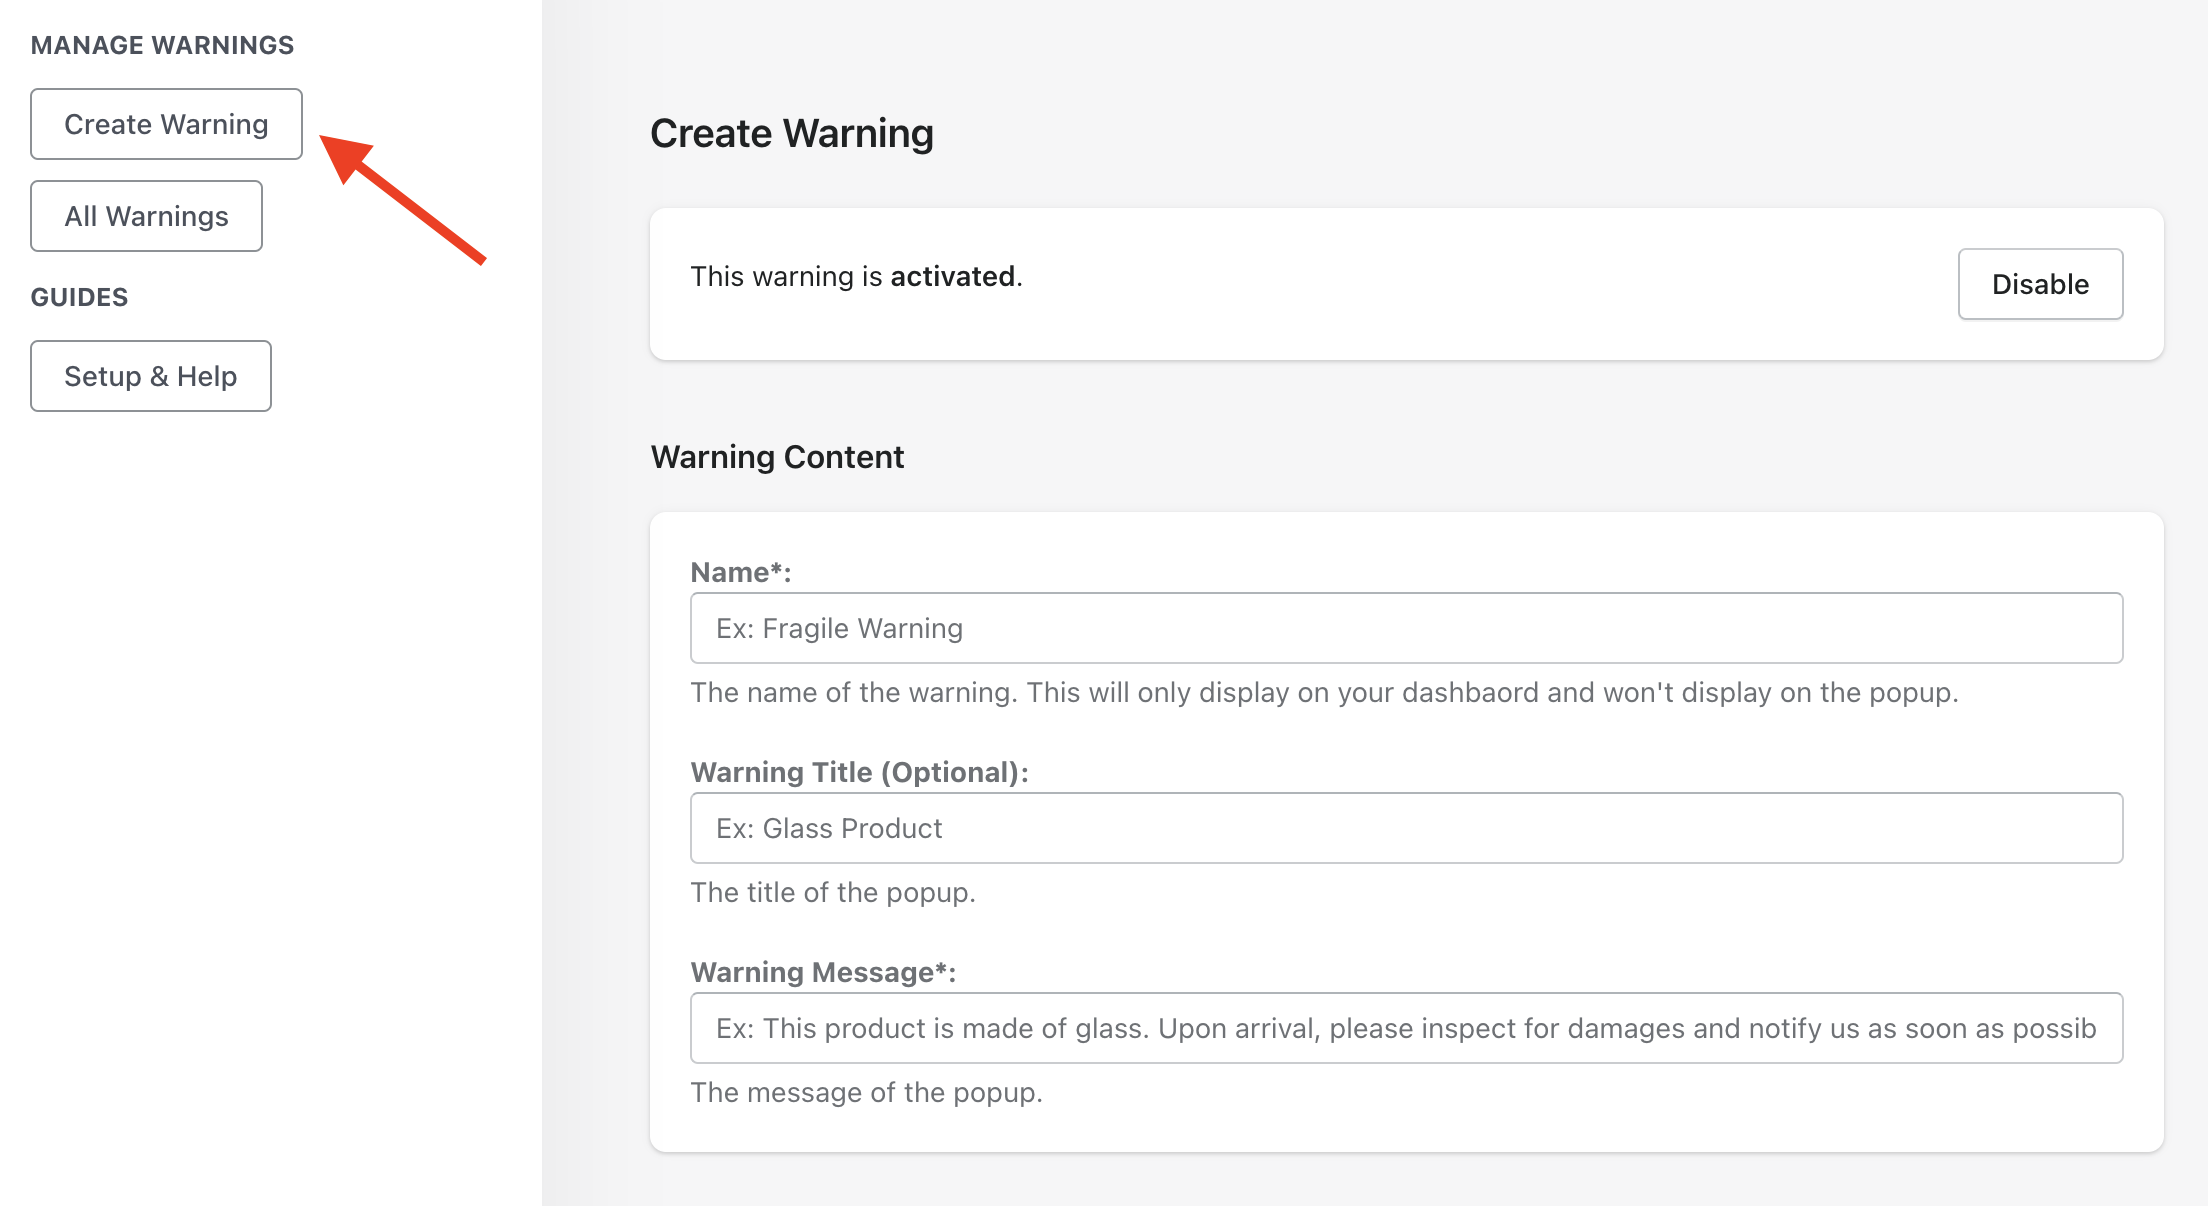 MANAGE WARNINGS
Create Warning
All Warnings
GUIDES
Setup & Help
Create Warning
This warning is activated.
Disable
Warning Content
Name*:
Ex: Fragile Warning
The name of the warning. This will only display on your dashbaord and won't display on the popup.
Warning Title (Optional):
Ex: Glass Product
The title of the popup.
Warning Message*:
Ex: This product is made of glass. Upon arrival, please inspect for damages and notify us as soon as possib
The message of the popup.